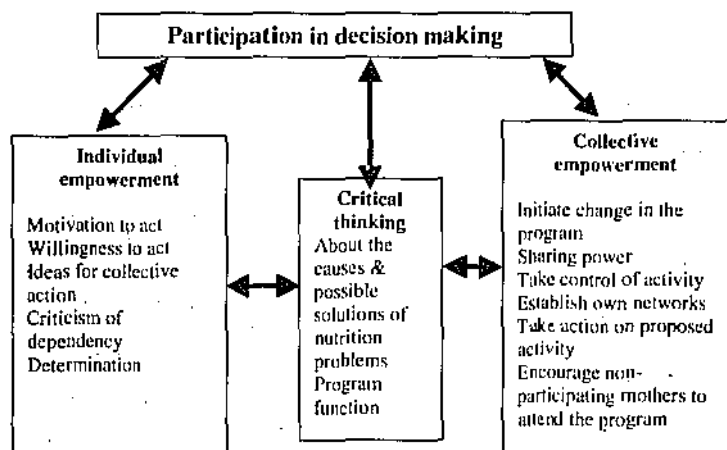 Participation in decision making
Individual
empowerment
Motivation to act
Willingness to act
Ideas for collective
action
Criticism of
dependency
Determination
Critical
thinking
About the
causes &
possible
solutions of
nutrition
problems
Program
function
Collective
empowerment
Initiate change in the
program
Sharing power
Take control of activity
Establish own networks
Take action on proposed
activity
Encourage non-
participating mothers to
attend the program